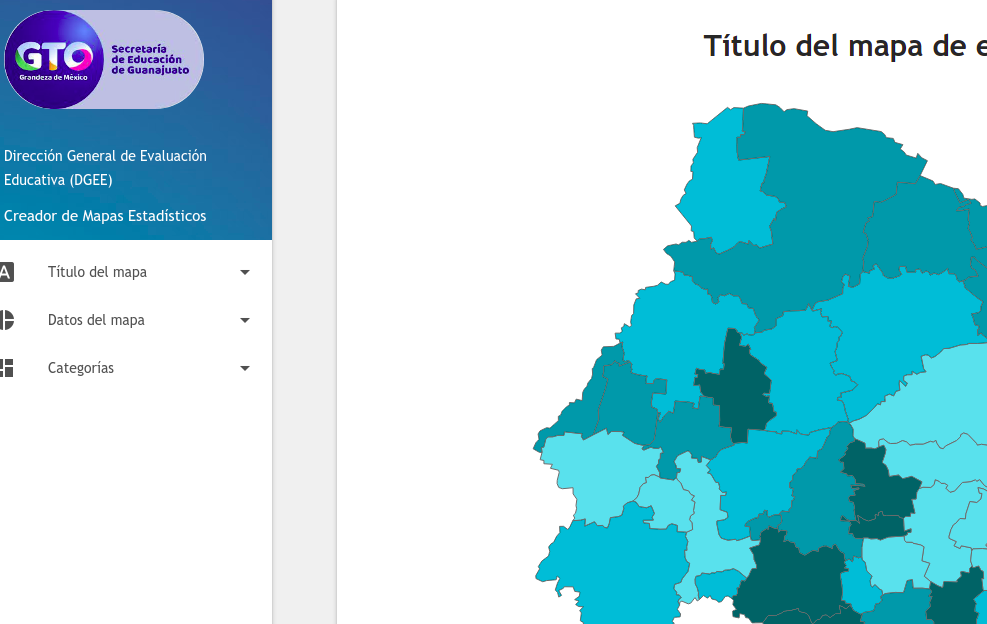 GTO
Grandeza de México
Secretaría
de Educación
de Guanajuato
Dirección General de Evaluación
Educativa (DGEE)
Creador de Mapas Estadísticos
A
Título del mapa
Datos del mapa
Categorías
Título del mapa de e